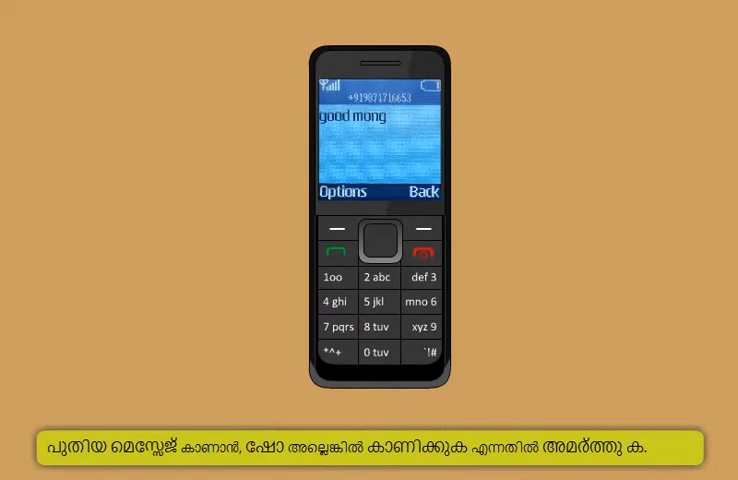 +919871716653
good mong
Options Back
1oo 2 abc def 3
4 ghi 5 jkl mno 6
7 pqrs 8 tuv xyz 9
*^+ 0 tuv !#
പുതിയ മെസ്സേജ് കാണാൻ, ഷോ അല്ലെങ്കിൽ കാണിക്കുക എന്നതിൽ അമർത്തു ക.